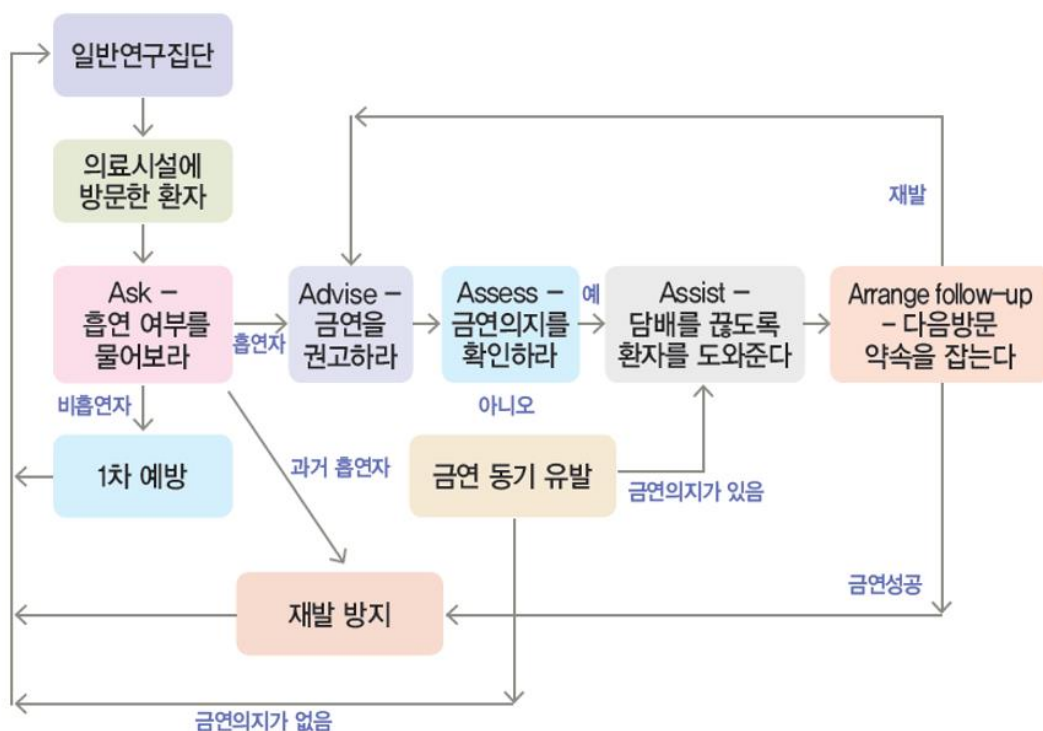 일반연구집단
의료시설에
방문한 환자
재발
Ask –
흡연 여부를
물어보라
흡연자
Advise –
금연을
권고하라
Assess –
금연의지를
확인하라
예
Assist –
담배를 끊도록
환자를 도와준다
Arrange follow–up
– 다음방문
약속을 잡는다
비흡연자
아니오
1차 예방
과거 흡연자
금연 동기 유발
금연의지가 있음
재발 방지
금연성공
금연의지가 없음